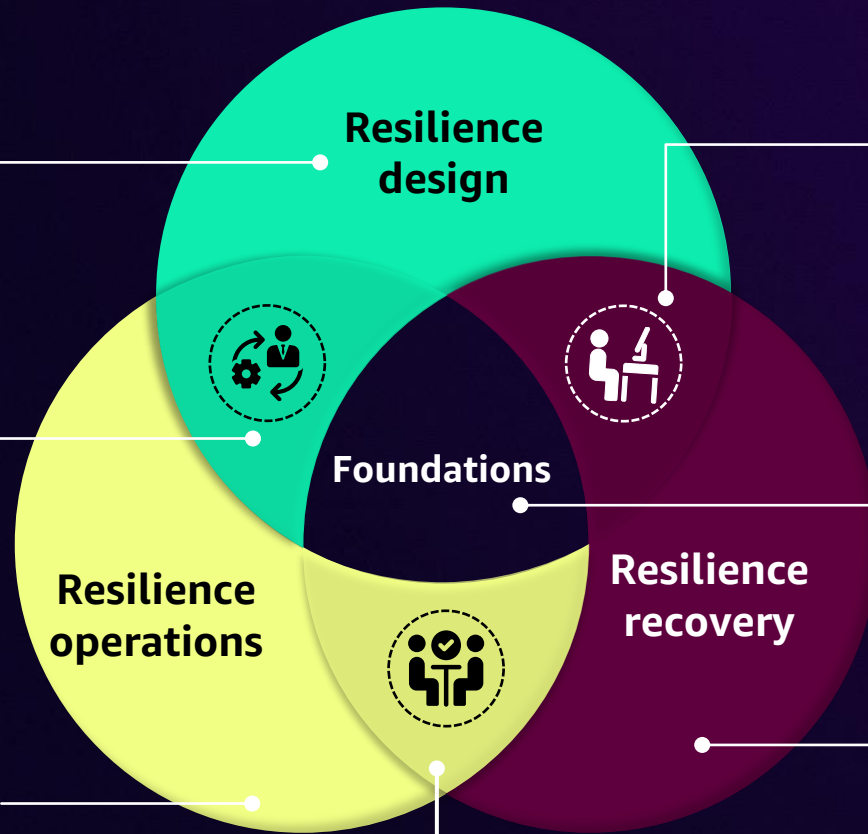 Resilience
design
Foundations
Resilience
operations
Resilience
recovery